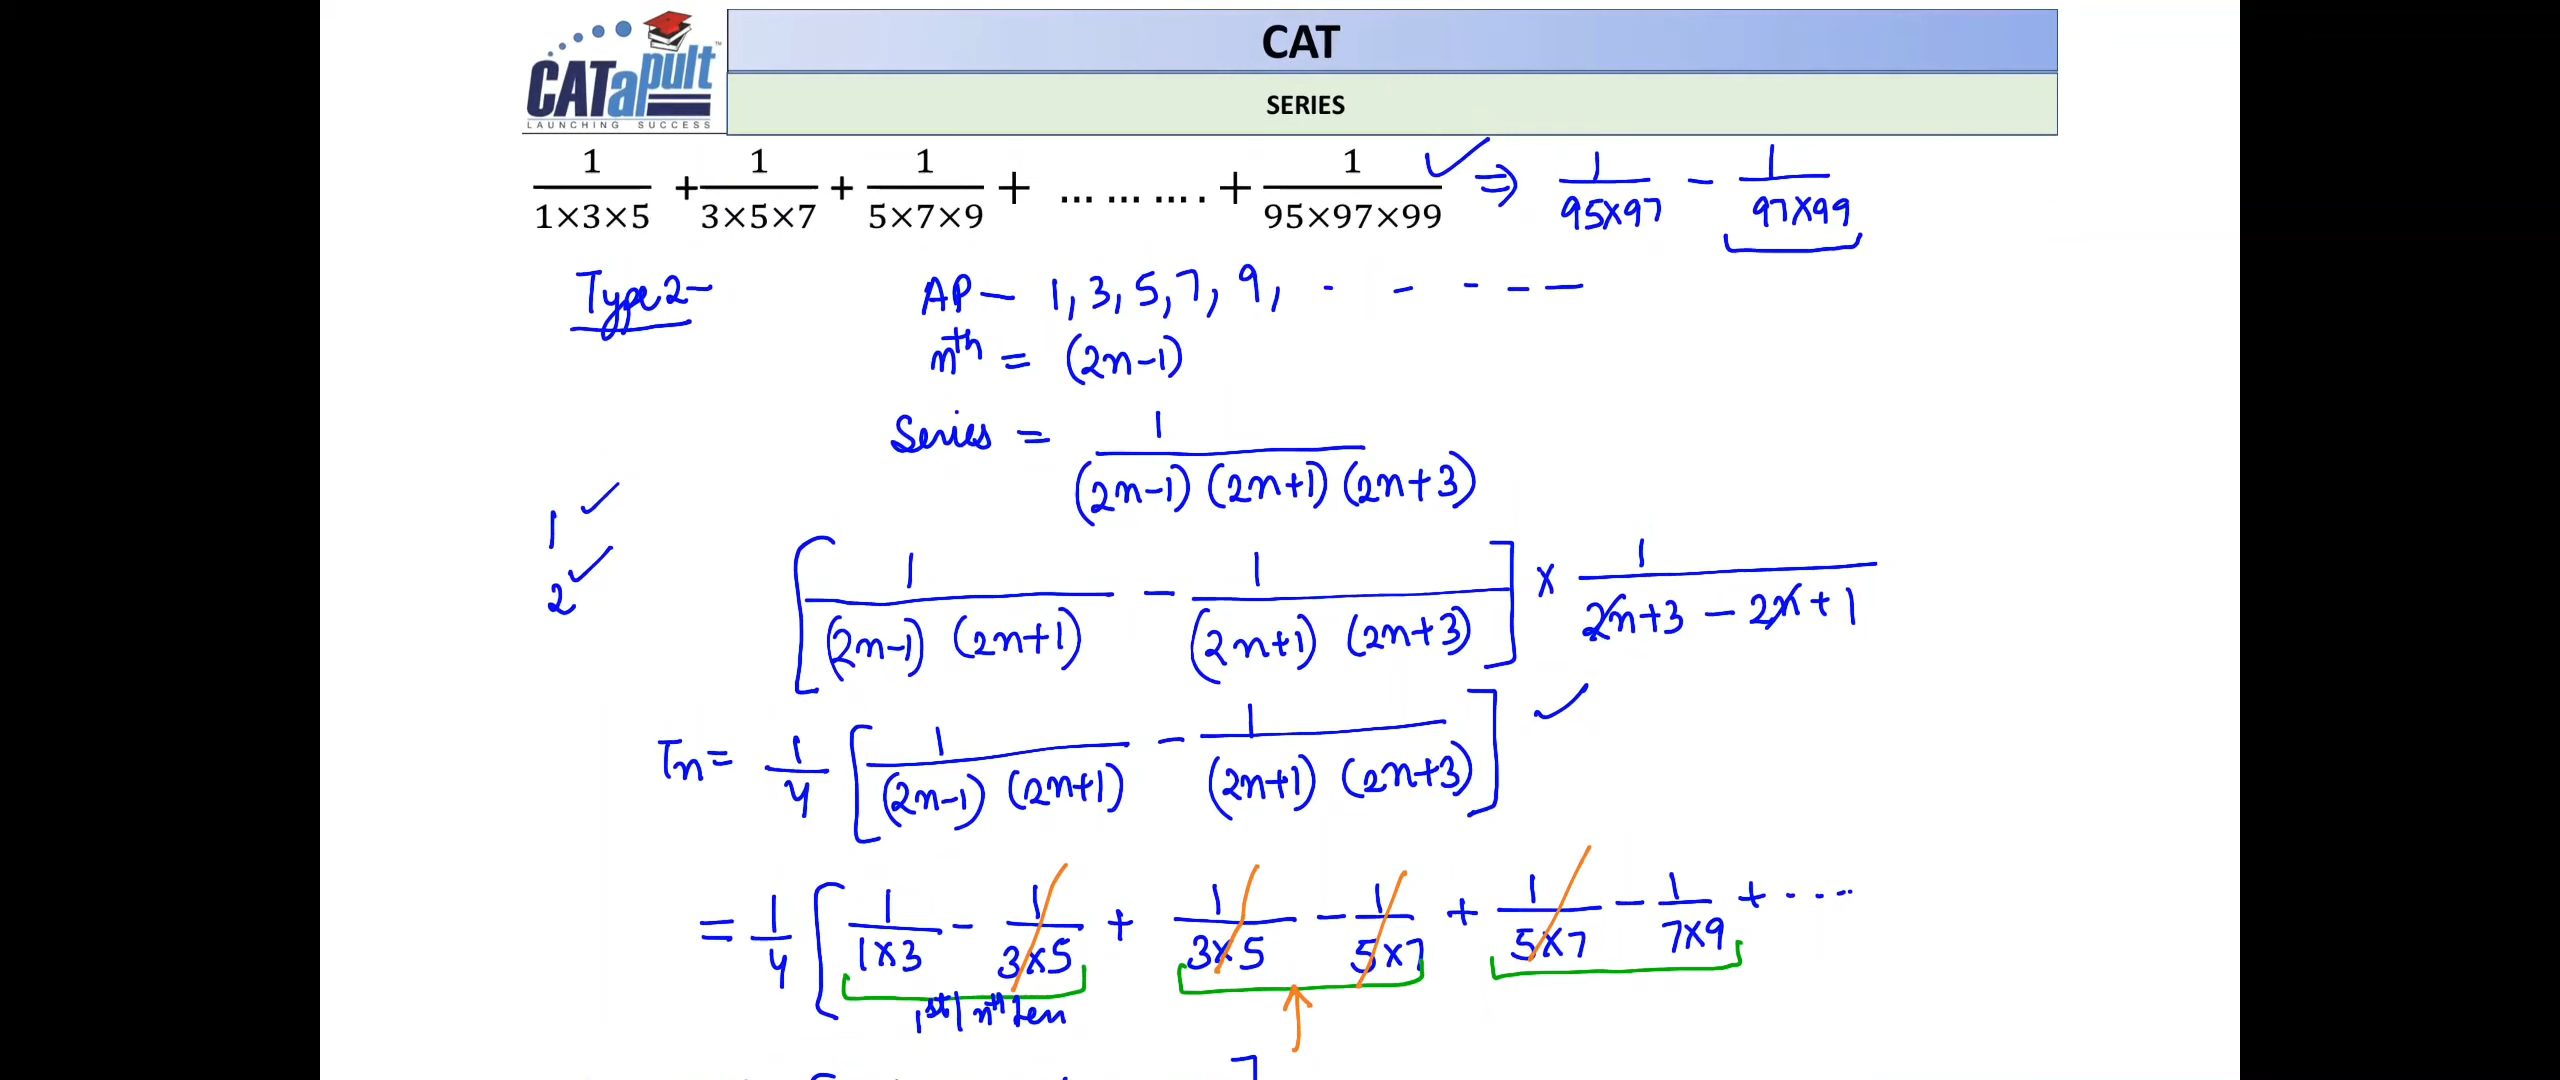 CATapult™
LAUNCHING SUCCESS
CAT
SERIES
1/(1×3×5) + 1/(3×5×7) + 1/(5×7×9) + ... ... ... . + 1/(95×97×99) ✓ ⇒ 1/(95×97) − 1/(97×99)
Type 2 – AP — 1, 3, 5, 7, 9, - - - - —
nth = (2n−1)
Series = 1/((2n−1) (2n+1) (2n+3))
1 ✓
2 ✓
[1/((2n−1) (2n+1)) − 1/((2n+1) (2n+3))] × 1/(2n+3 − 2n+1)
Tn = 1/4 [1/((2n−1) (2n+1)) − 1/((2n+1) (2n+3))] ✓
= 1/4 [1/(1×3) − 1/(3×5) + 1/(3×5) − 1/(5×7) + 1/(5×7) − 1/(7×9) + ....
1st nth